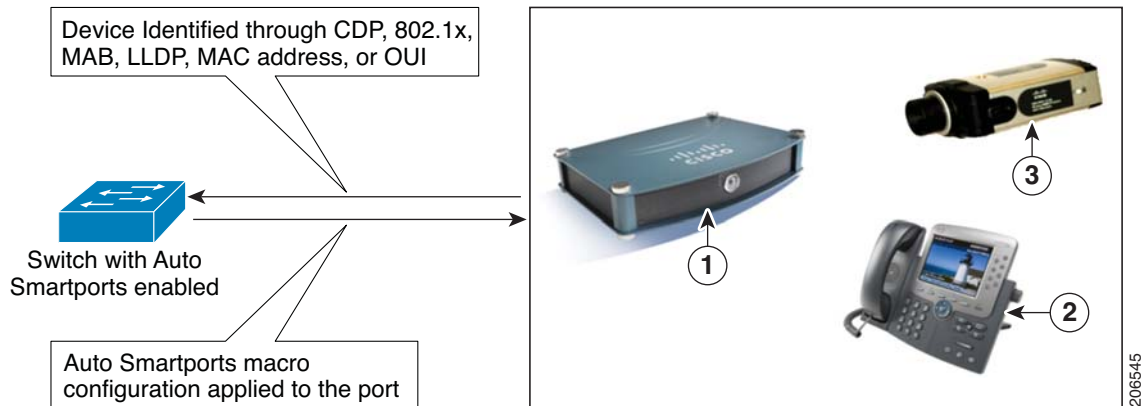 Device Identified through CDP, 802.1x,
MAB, LLDP, MAC address, or OUI
Switch with Auto
Smartports enabled
Auto Smartports macro
configuration applied to the port
CISCO
1
3
2
206545